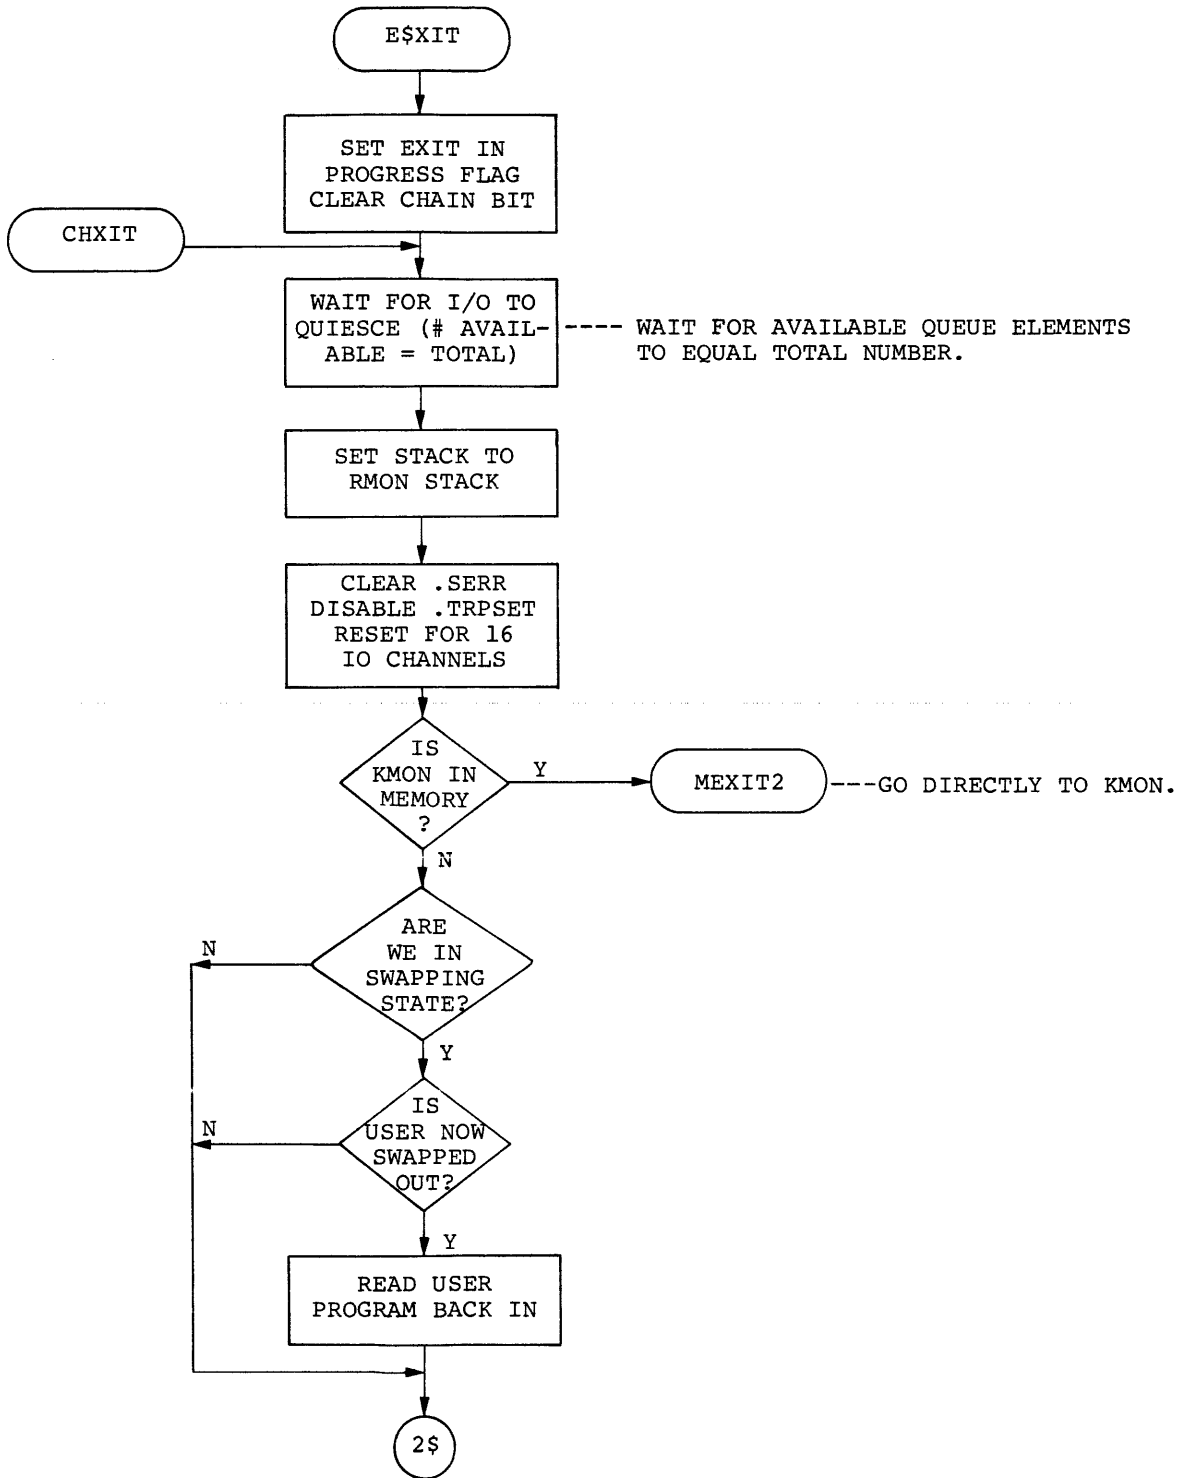 E$XIT
SET EXIT IN
PROGRESS FLAG
CLEAR CHAIN BIT
CHXIT
WAIT FOR I/O TO
QUIESCE (# AVAIL-
ABLE = TOTAL)
---- WAIT FOR AVAILABLE QUEUE ELEMENTS
TO EQUAL TOTAL NUMBER.
SET STACK TO
RMON STACK
CLEAR .SERR
DISABLE .TRPSET
RESET FOR 16
IO CHANNELS
IS
KMON IN
MEMORY
?
Y
MEXIT2
---GO DIRECTLY TO KMON.
N
ARE
WE IN
SWAPPING
STATE?
N
Y
IS
USER NOW
SWAPPED
OUT?
N
Y
READ USER
PROGRAM BACK IN
2$